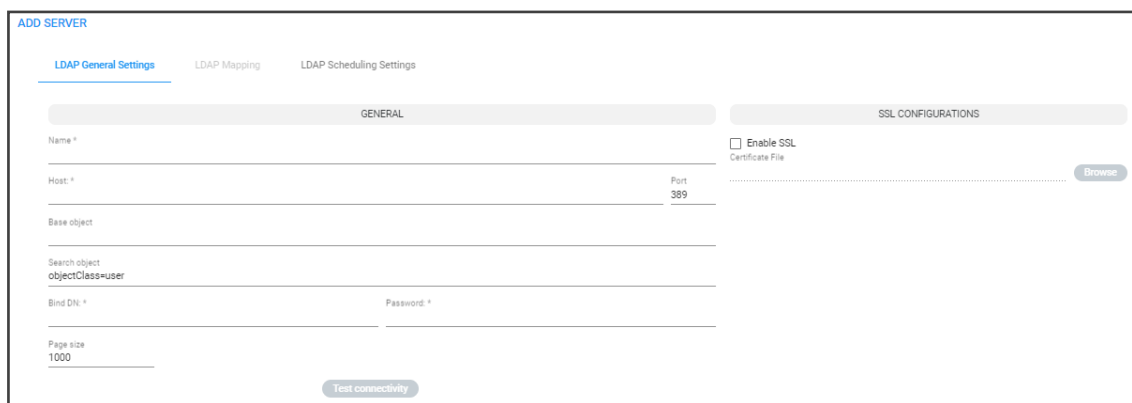 ADD SERVER
LDAP General Settings LDAP Mapping LDAP Scheduling Settings
GENERAL
SSL CONFIGURATIONS
Name *
Enable SSL
Certificate File
Browse
Host: *
Port
389
Base object
Search object
objectClass=user
Bind DN: *
Password: *
Page size
1000
Test connectivity